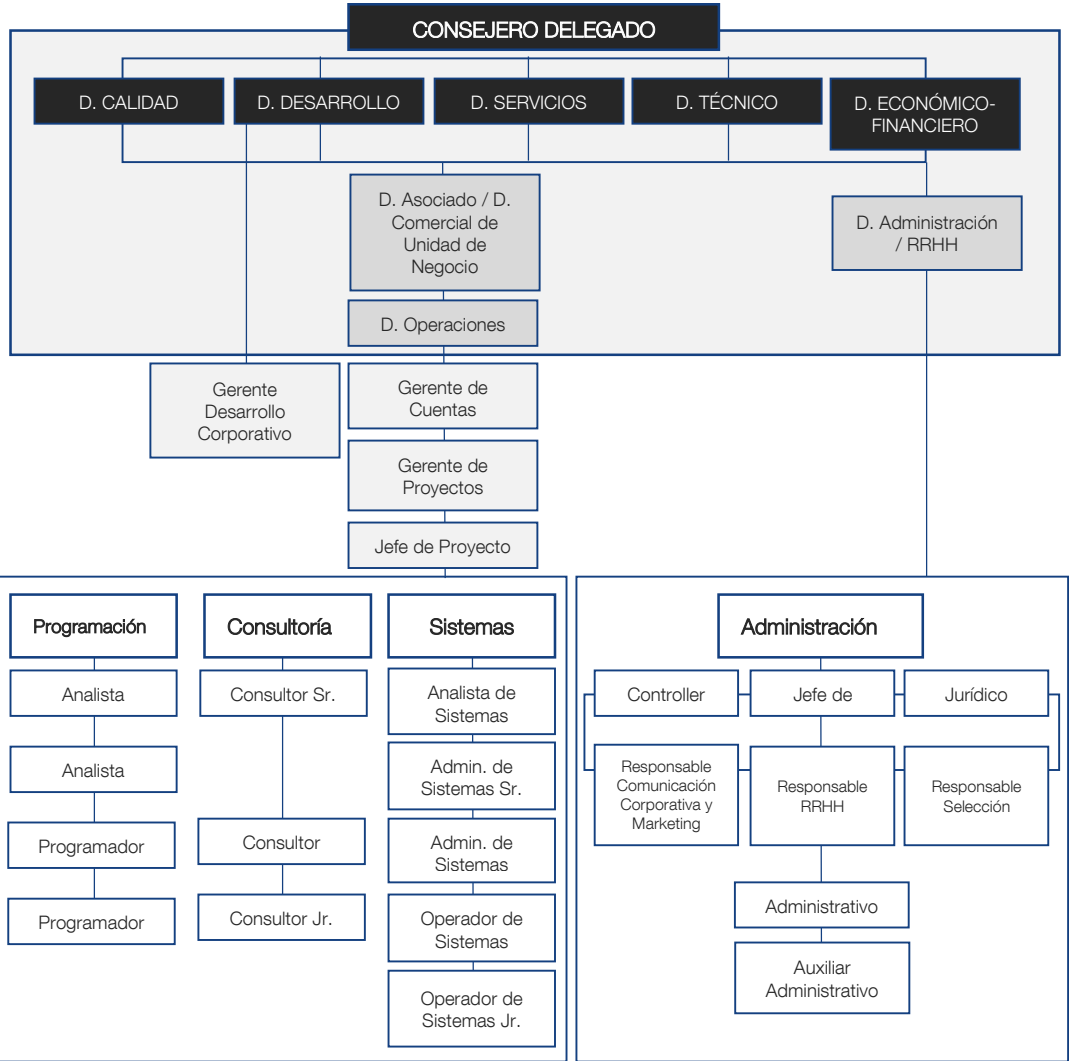 CONSEJERO DELEGADO
D. CALIDAD
D. DESARROLLO
D. SERVICIOS
D. TÉCNICO
D. ECONÓMICO-
FINANCIERO
D. Asociado / D.
Comercial de
Unidad de
Negocio
D. Administración
/ RRHH
D. Operaciones
Gerente
Desarrollo
Corporativo
Gerente de
Cuentas
Gerente de
Proyectos
Jefe de Proyecto
Programación
Analista
Analista
Programador
Programador
Consultoría
Consultor Sr.
Consultor
Consultor Jr.
Sistemas
Analista de
Sistemas
Admin. de
Sistemas Sr.
Admin. de
Sistemas
Operador de
Sistemas
Operador de
Sistemas Jr.
Administración
Controller
Jefe de
Jurídico
Responsable
Comunicación
Corporativa y
Marketing
Responsable
RRHH
Responsable
Selección
Administrativo
Auxiliar
Administrativo